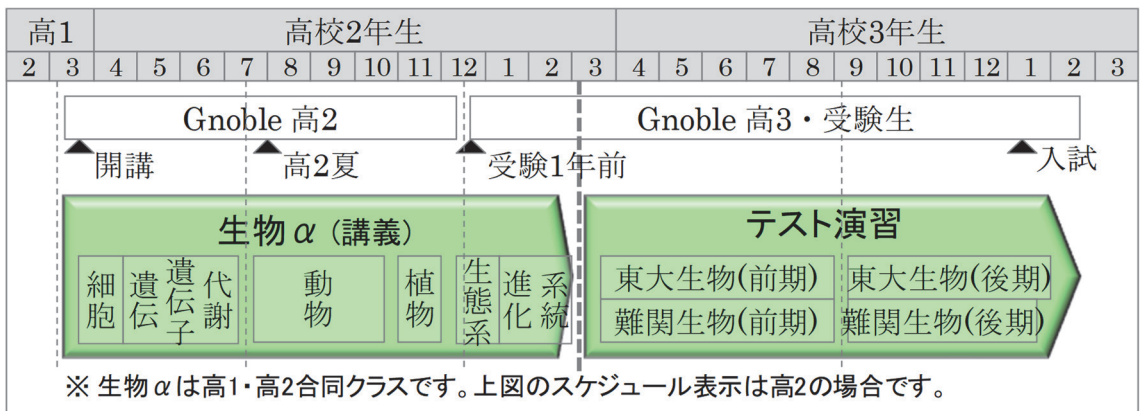 高1 高校2年生 高校3年生
2 3 4 5 6 7 8 9 10 11 12 1 2 3 4 5 6 7 8 9 10 11 12 1 2 3
Gnoble 高2 Gnoble 高3・受験生
開講 高2夏 受験1年前 入試
生物α(講義) テスト演習
細胞 遺伝 遺伝子 代謝 動物 植物 生態系 進化 系統
東大生物(前期) 東大生物(後期)
難関生物(前期) 難関生物(後期)
※ 生物αは高1・高2合同クラスです。上図のスケジュール表示は高2の場合です。